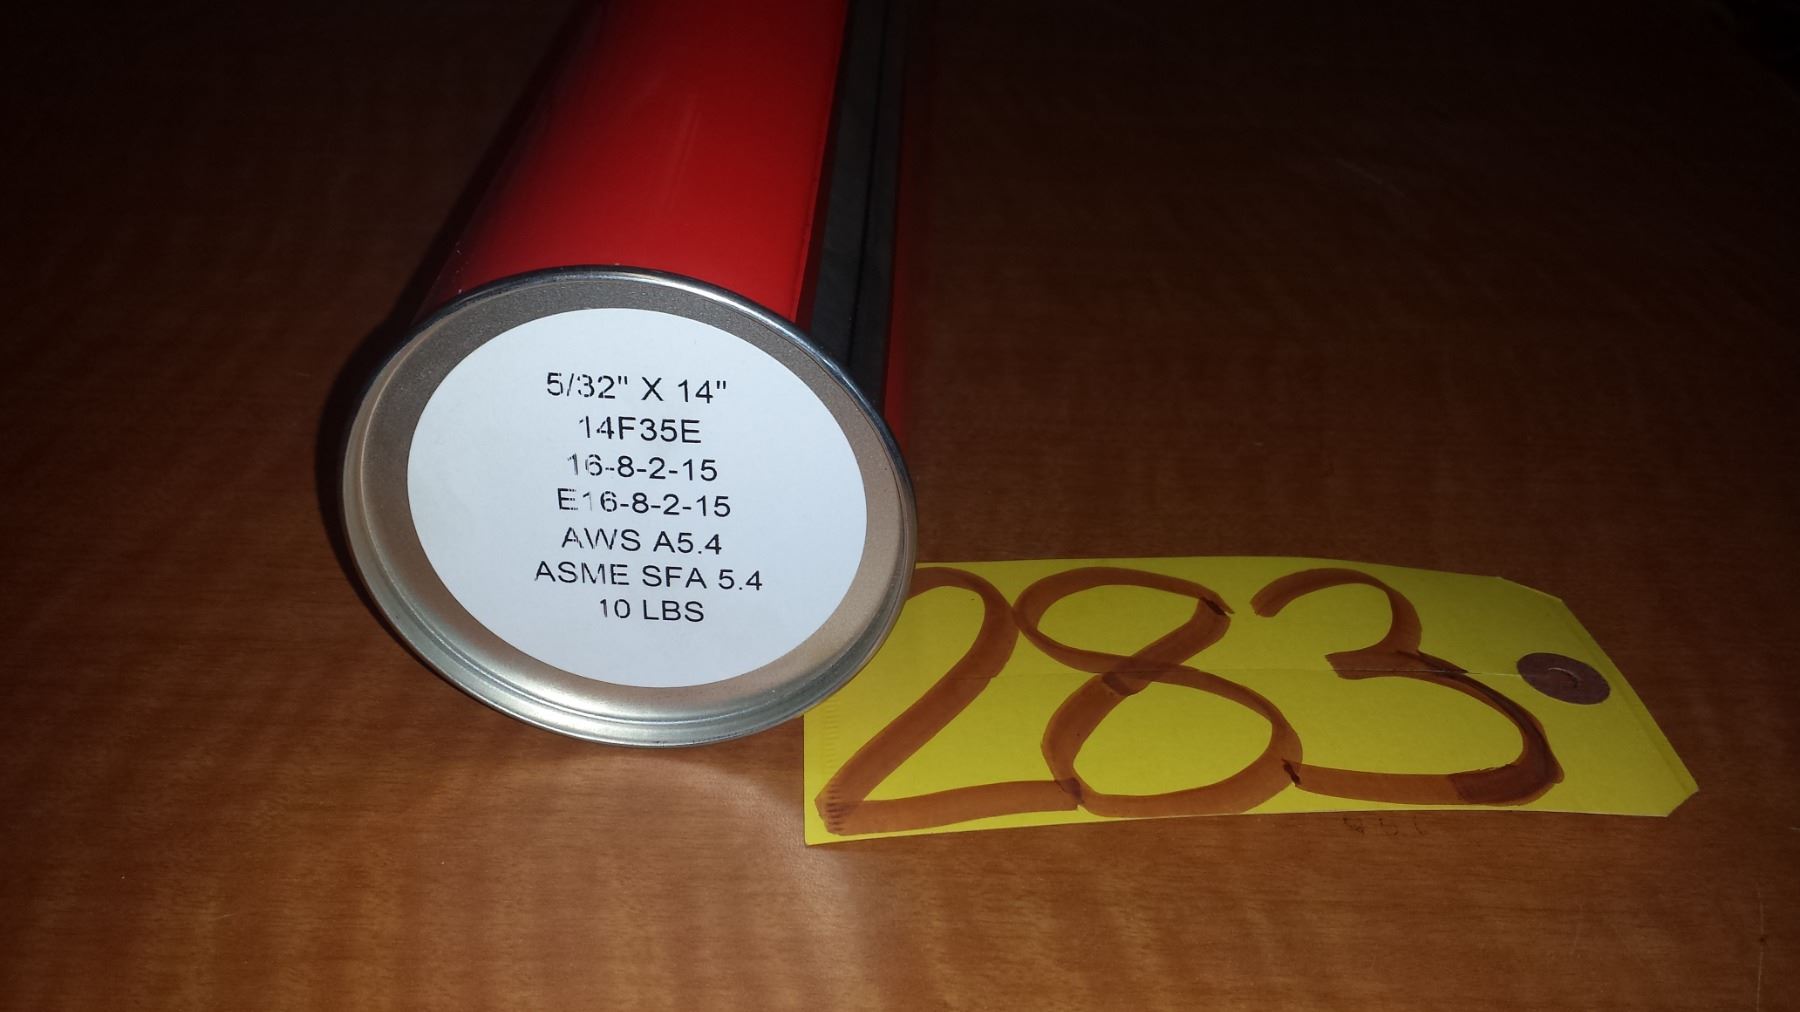 5/32" X 14"
14F35E
16-8-2-15
E16-8-2-15
AWS A5.4
ASME SFA 5.4
10 LBS
283